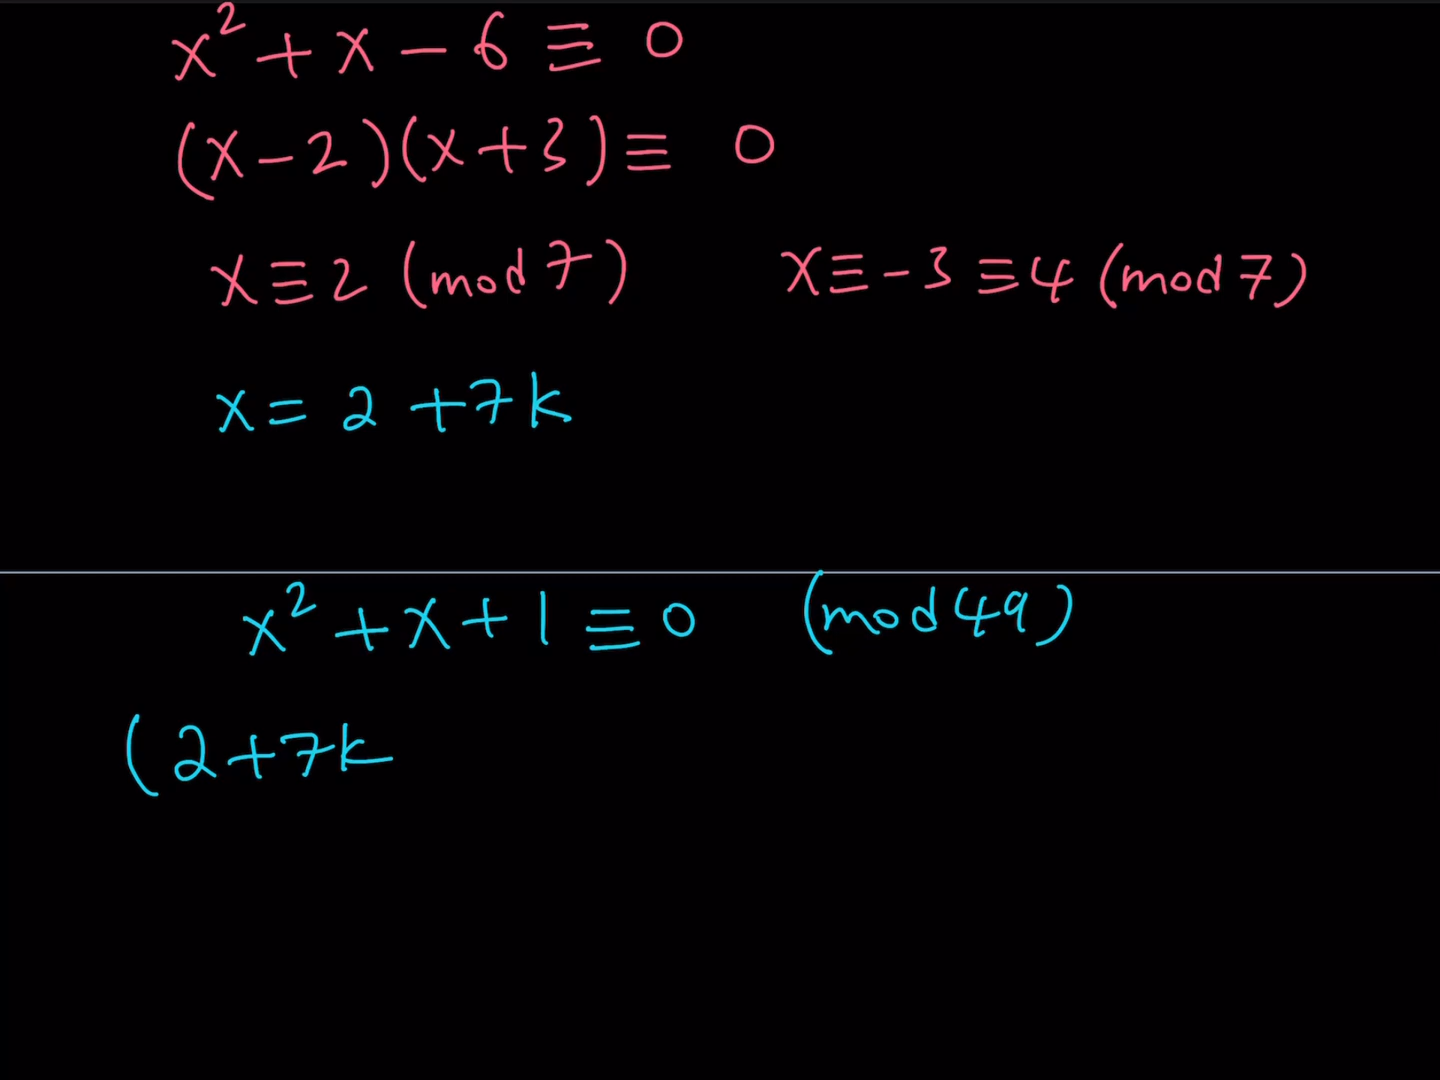 x² + x - 6 ≡ 0
(x-2)(x+3) ≡ 0
x ≡ 2 (mod 7) x ≡ -3 ≡ 4 (mod 7)
x = 2 + 7k
x² + x + 1 ≡ 0 (mod 49)
(2+7k